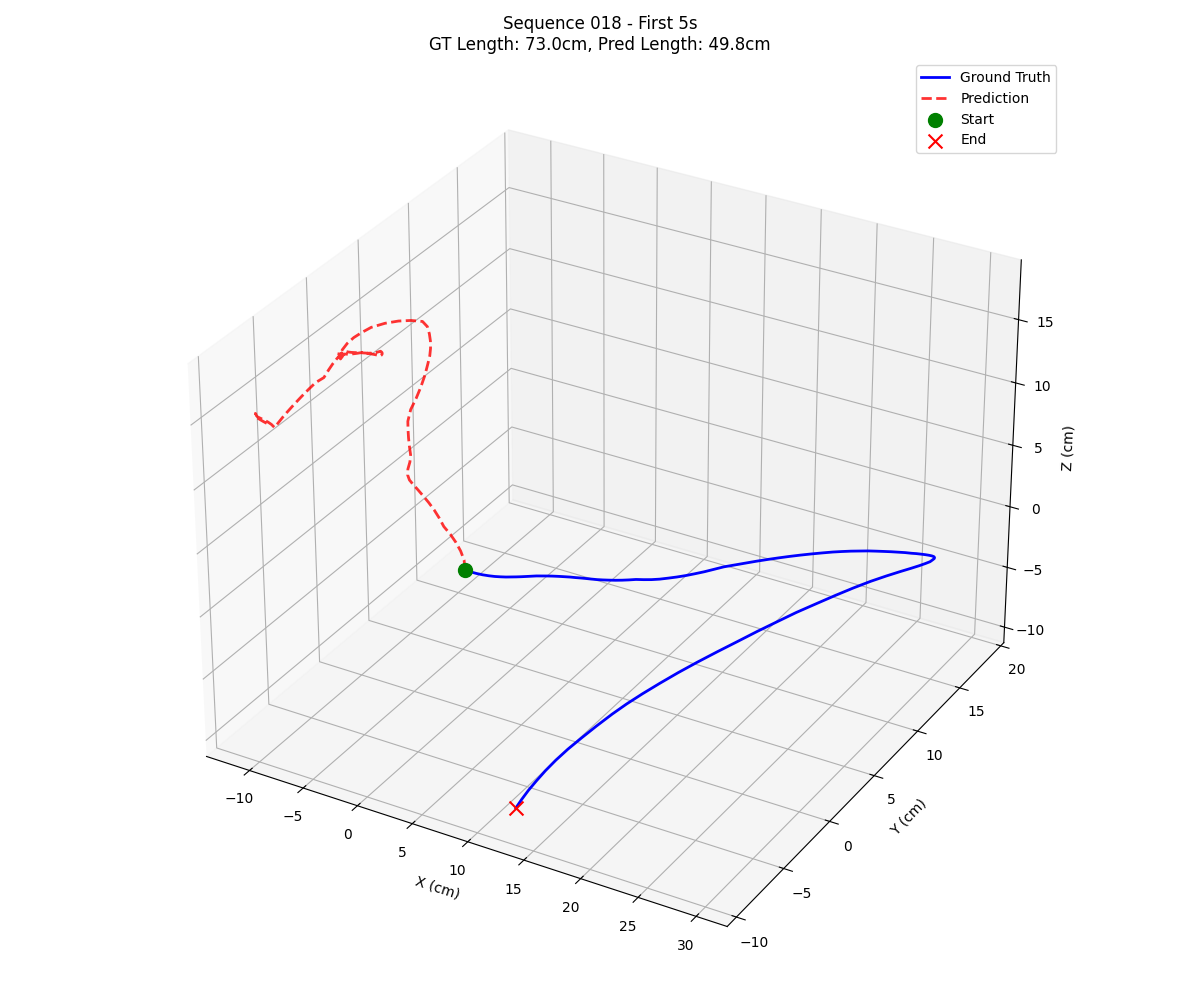 Sequence 018 - First 5s
GT Length: 73.0cm, Pred Length: 49.8cm
Ground Truth
Prediction
Start
End
15
10
5
0
−5
−10
Z (cm)
20
15
10
5
0
−5
−10
Y (cm)
−10
−5
0
5
10
15
20
25
30
X (cm)